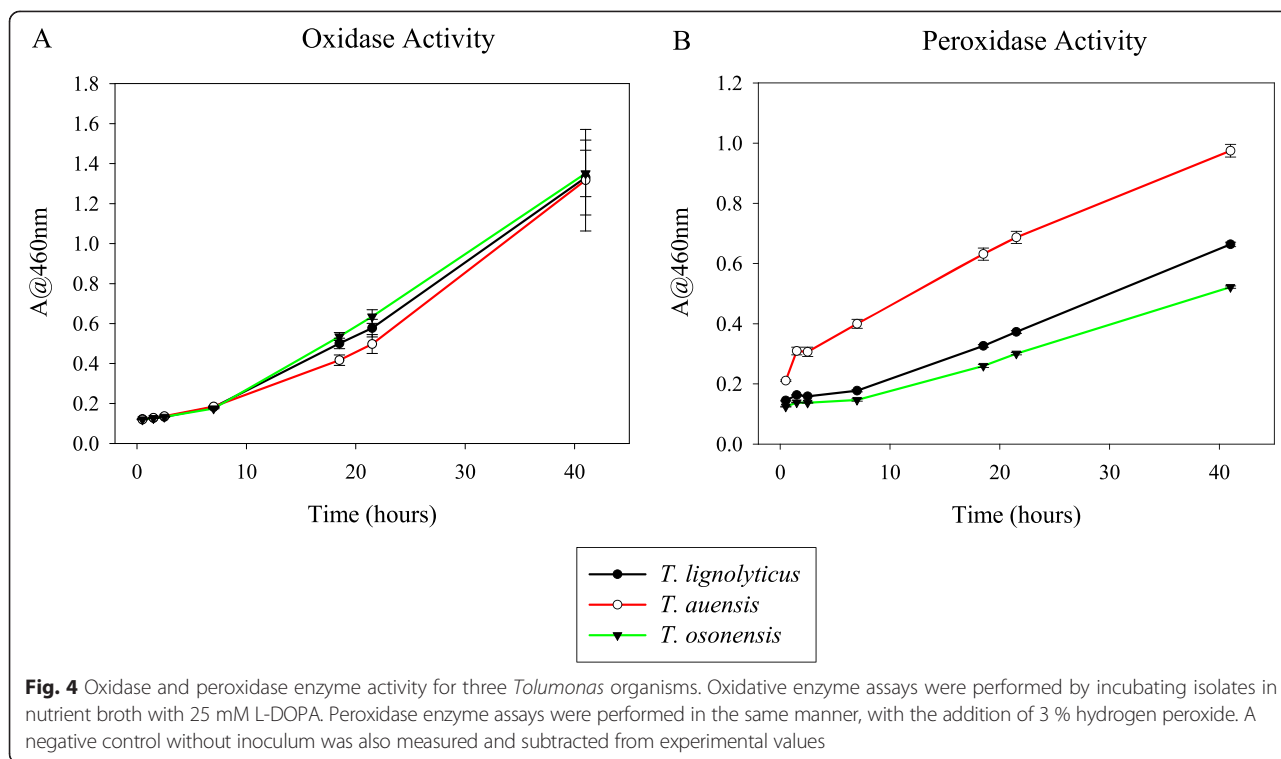 A
Oxidase Activity
1.8
1.6
1.4
1.2
1.0
0.8
0.6
0.4
0.2
0.0
A@460nm
0
10
20
30
40
Time (hours)
B
Peroxidase Activity
1.2
1.0
0.8
0.6
0.4
0.2
0.0
A@460nm
0
10
20
30
40
Time (hours)
T. lignolyticus
T. auensis
T. osonensis
Fig. 4 Oxidase and peroxidase enzyme activity for three Tolumonas organisms. Oxidative enzyme assays were performed by incubating isolates in
nutrient broth with 25 mM L-DOPA. Peroxidase enzyme assays were performed in the same manner, with the addition of 3 % hydrogen peroxide. A
negative control without inoculum was also measured and subtracted from experimental values